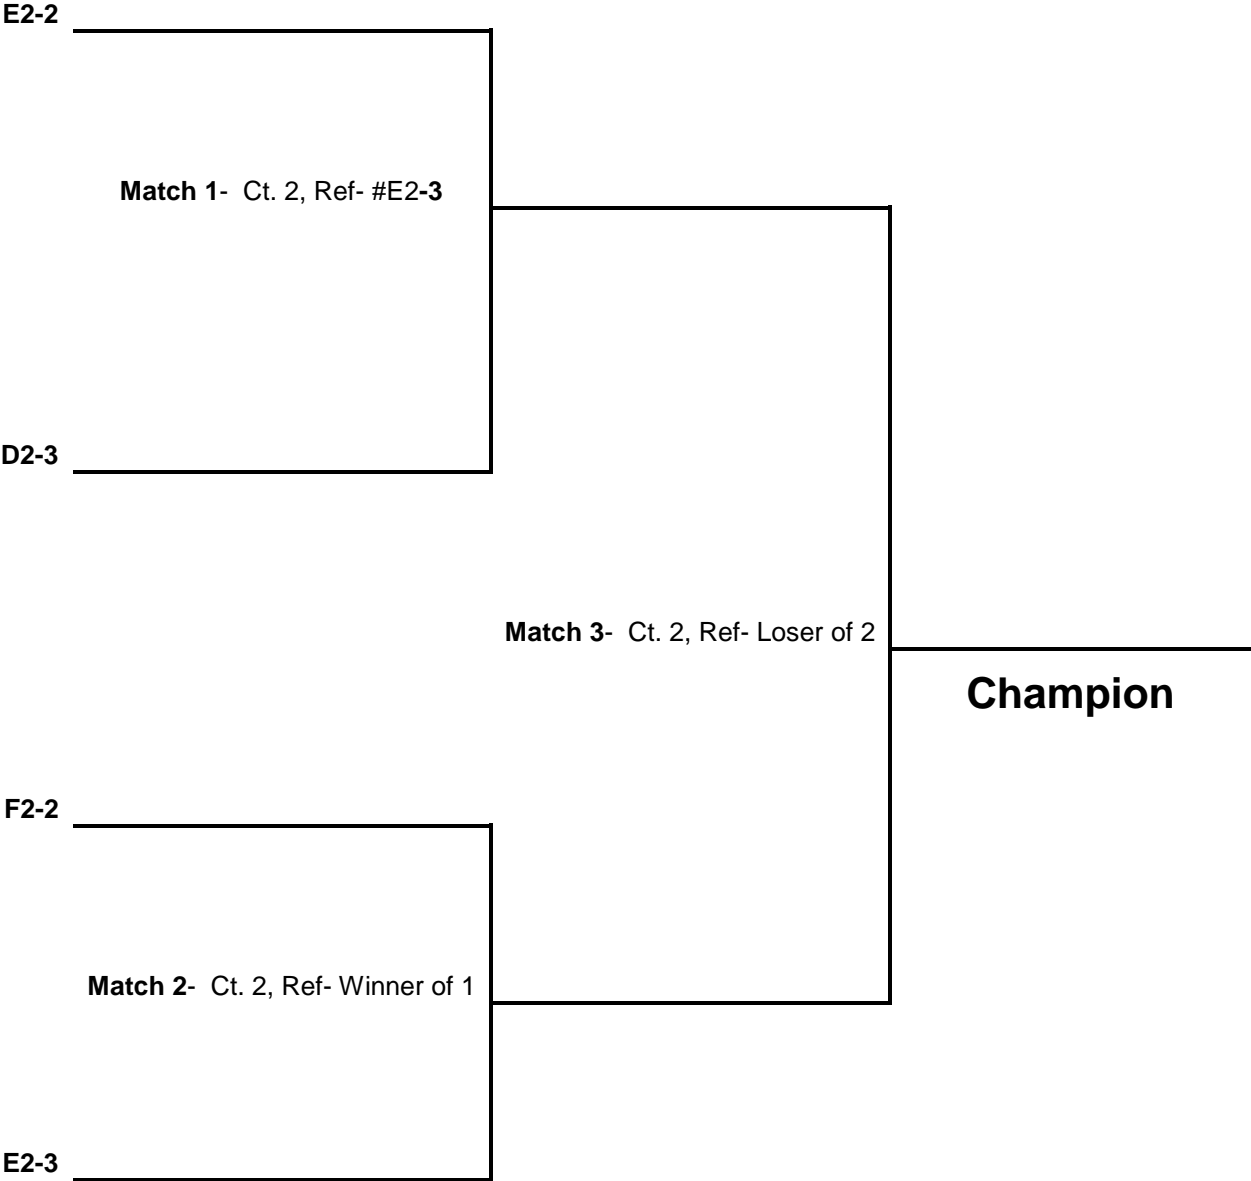 E2-2
Match 1-  Ct. 2, Ref- #E2-3
D2-3
Match 3-  Ct. 2, Ref- Loser of 2
Champion
F2-2
Match 2-  Ct. 2, Ref- Winner of 1
E2-3